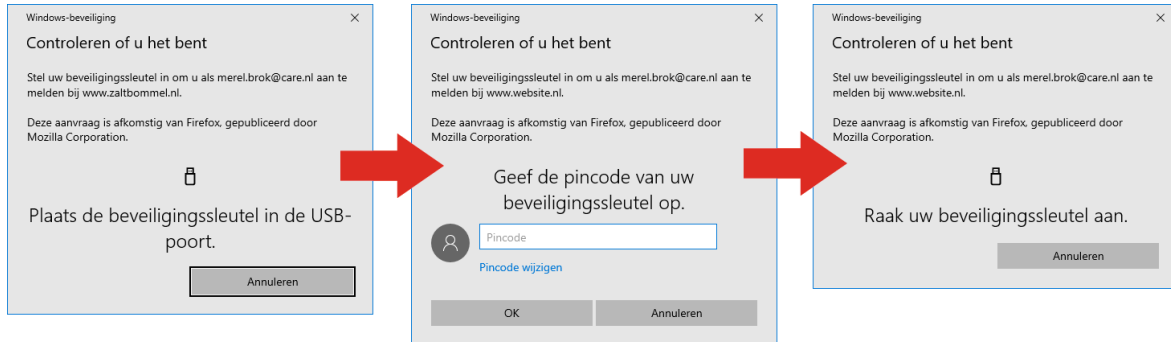 Windows-beveiliging
Controleren of u het bent
Stel uw beveiligingssleutel in om u als merel.brok@care.nl aan te
melden bij www.zaltbommel.nl.
Deze aanvraag is afkomstig van Firefox, gepubliceerd door
Mozilla Corporation.
Plaats de beveiligingssleutel in de USB-
poort.
Annuleren
Windows-beveiliging
Controleren of u het bent
Stel uw beveiligingssleutel in om u als merel.brok@care.nl aan te
melden bij www.website.nl.
Deze aanvraag is afkomstig van Firefox, gepubliceerd door
Mozilla Corporation.
Geef de pincode van uw
beveiligingssleutel op.
Pincode
Pincode wijzigen
OK
Annuleren
Windows-beveiliging
Controleren of u het bent
Stel uw beveiligingssleutel in om u als merel.brok@care.nl aan te
melden bij www.website.nl.
Deze aanvraag is afkomstig van Firefox, gepubliceerd door
Mozilla Corporation.
Raak uw beveiligingssleutel aan.
Annuleren